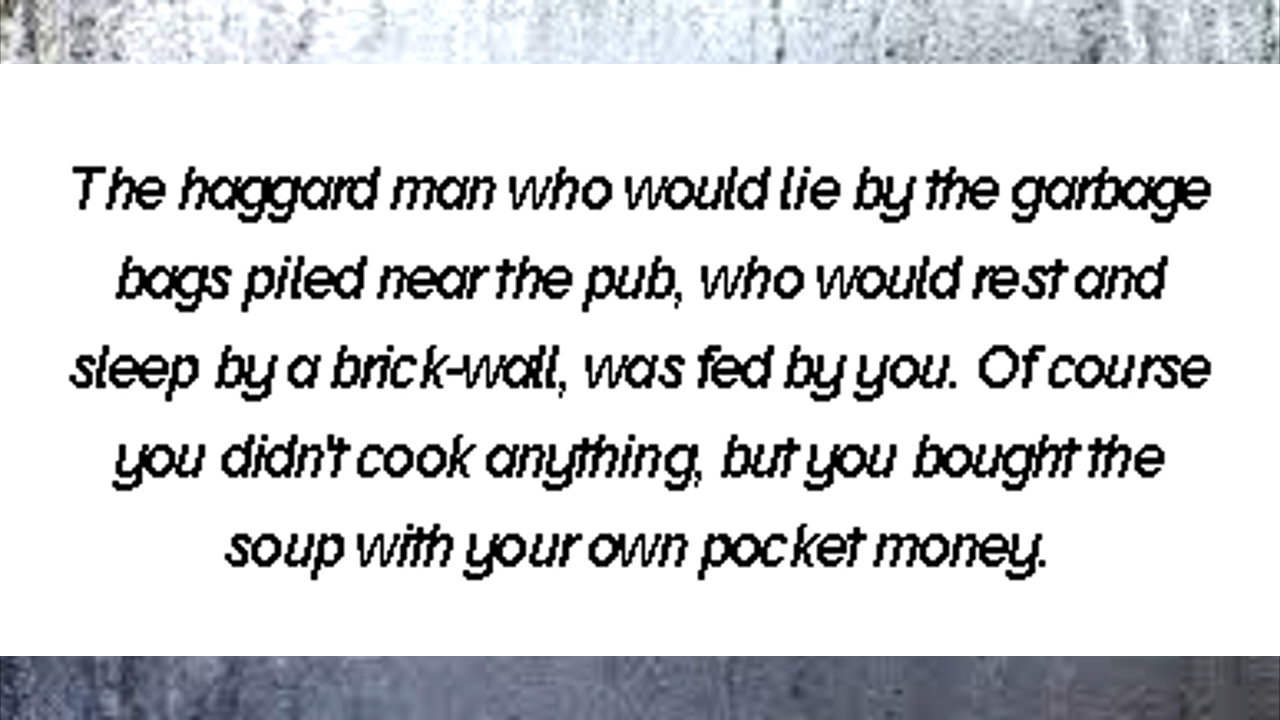 The haggard man who would lie by the garbage
bags piled near the pub, who would rest and
sleep by a brick-wall, was fed by you. Of course
you didn't cook anything, but you bought the
soup with your own pocket money.